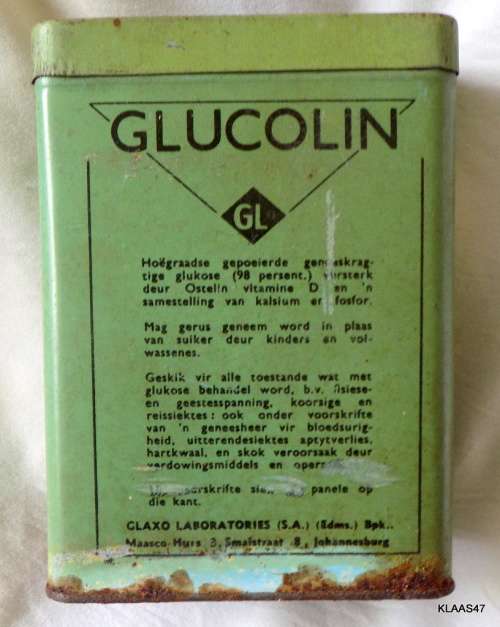 GLUCOLIN
GL
Hoëgraadse gepoeierde geneeskrag-
tige glukose (98 persent.) versterk
deur Ostelin vitamine D en 'n
samestelling van kalsium en fosfor.
Mag gerus geneem word in plaas
van suiker deur kinders en vol-
wassenes.
Geskik vir alle toestande wat met
glukose behandel word, b.v. fisiese-
en geestesspanning, koorsige en
reissiektes: ook onder voorskrifte
van 'n geneesheer vir bloedsurig-
heid, uitterendesiektes aptytverlies,
hartkwaal, en skok veroorsaak deur
verdowingsmiddels en
voorskrifte sien panele op
die kant.
GLAXO LABORATORIES (S.A.) (Edms.) Bpk..
Maasco Huis 3, Smalstraat 8, Johannesburg
KLAAS47